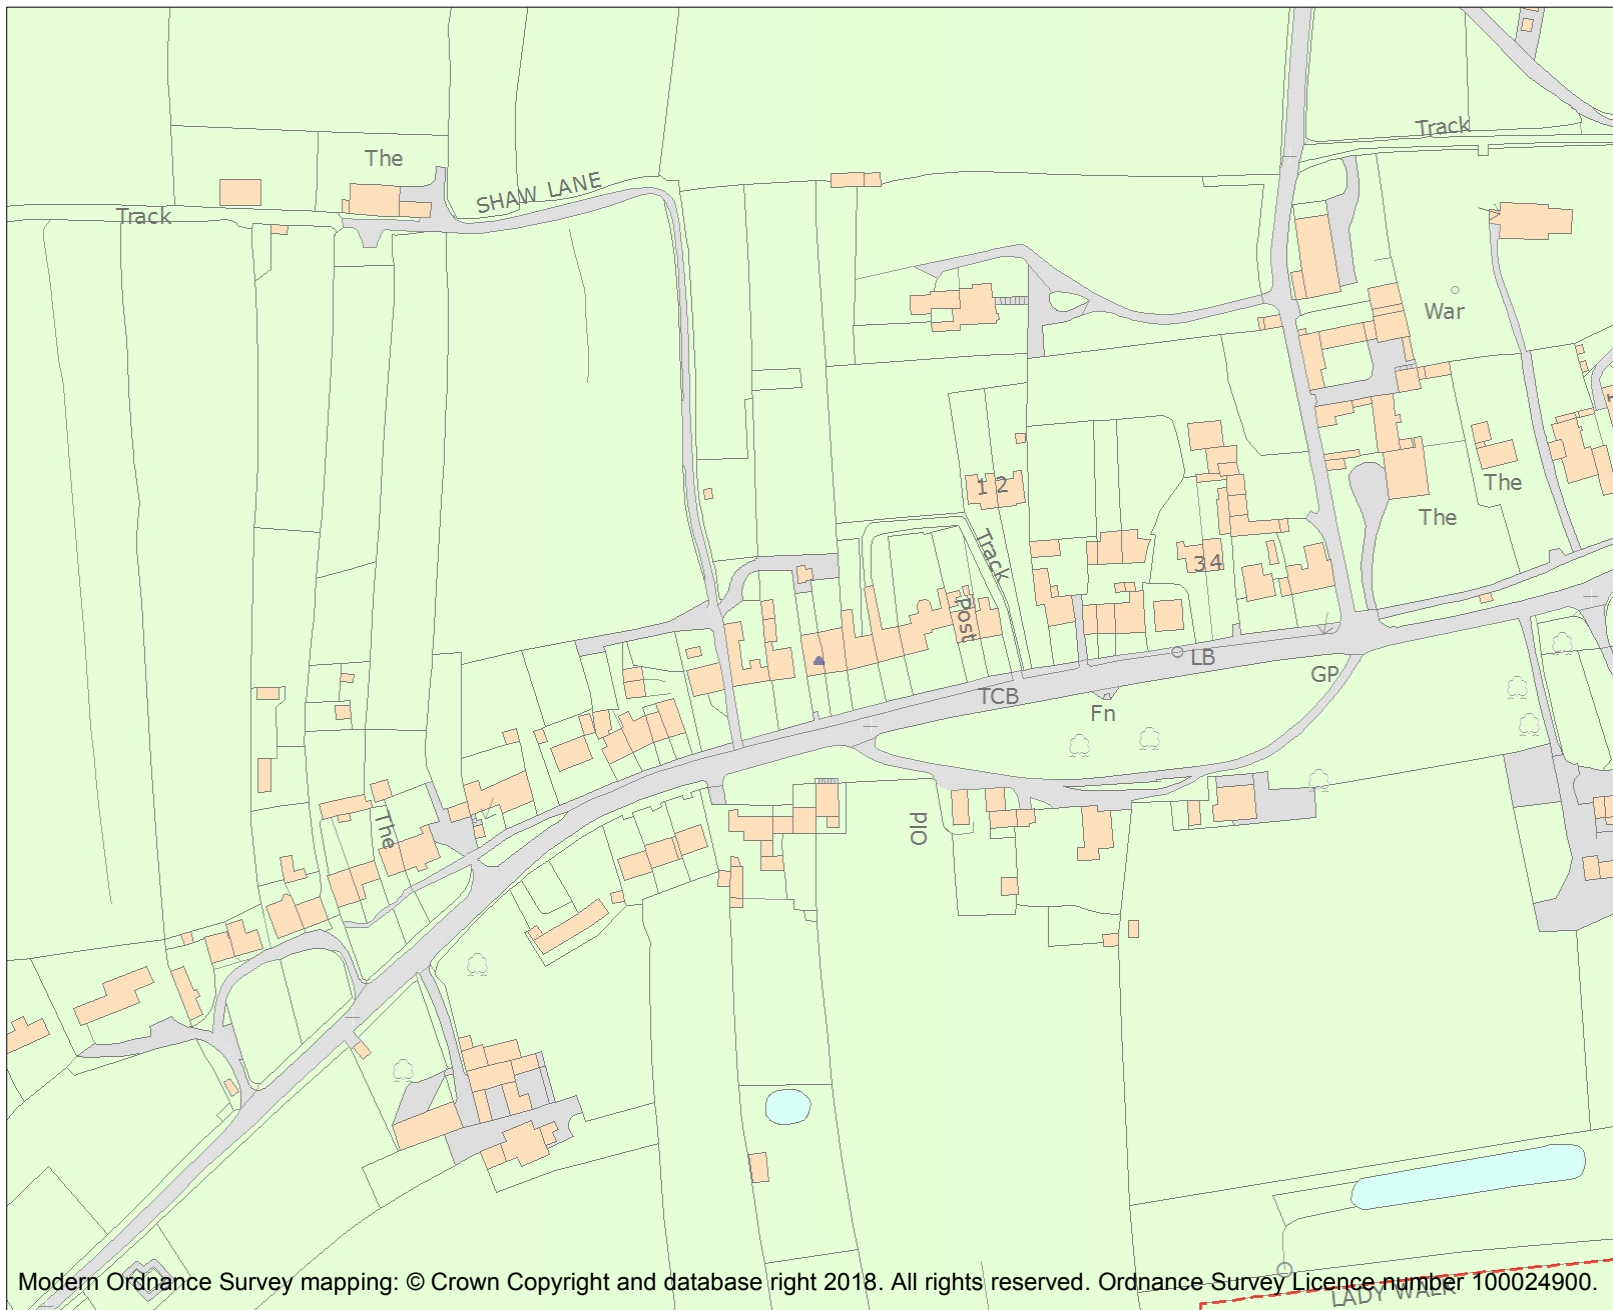 Track
The
SHAW LANE
Track
War
1 2
The
The
Track
3 4
Post
LB
GP
TCB
Fn
The
Old
Modern Ordnance Survey mapping: © Crown Copyright and database right 2018. All rights reserved. Ordnance Survey Licence number 100024900.
LADY WALK